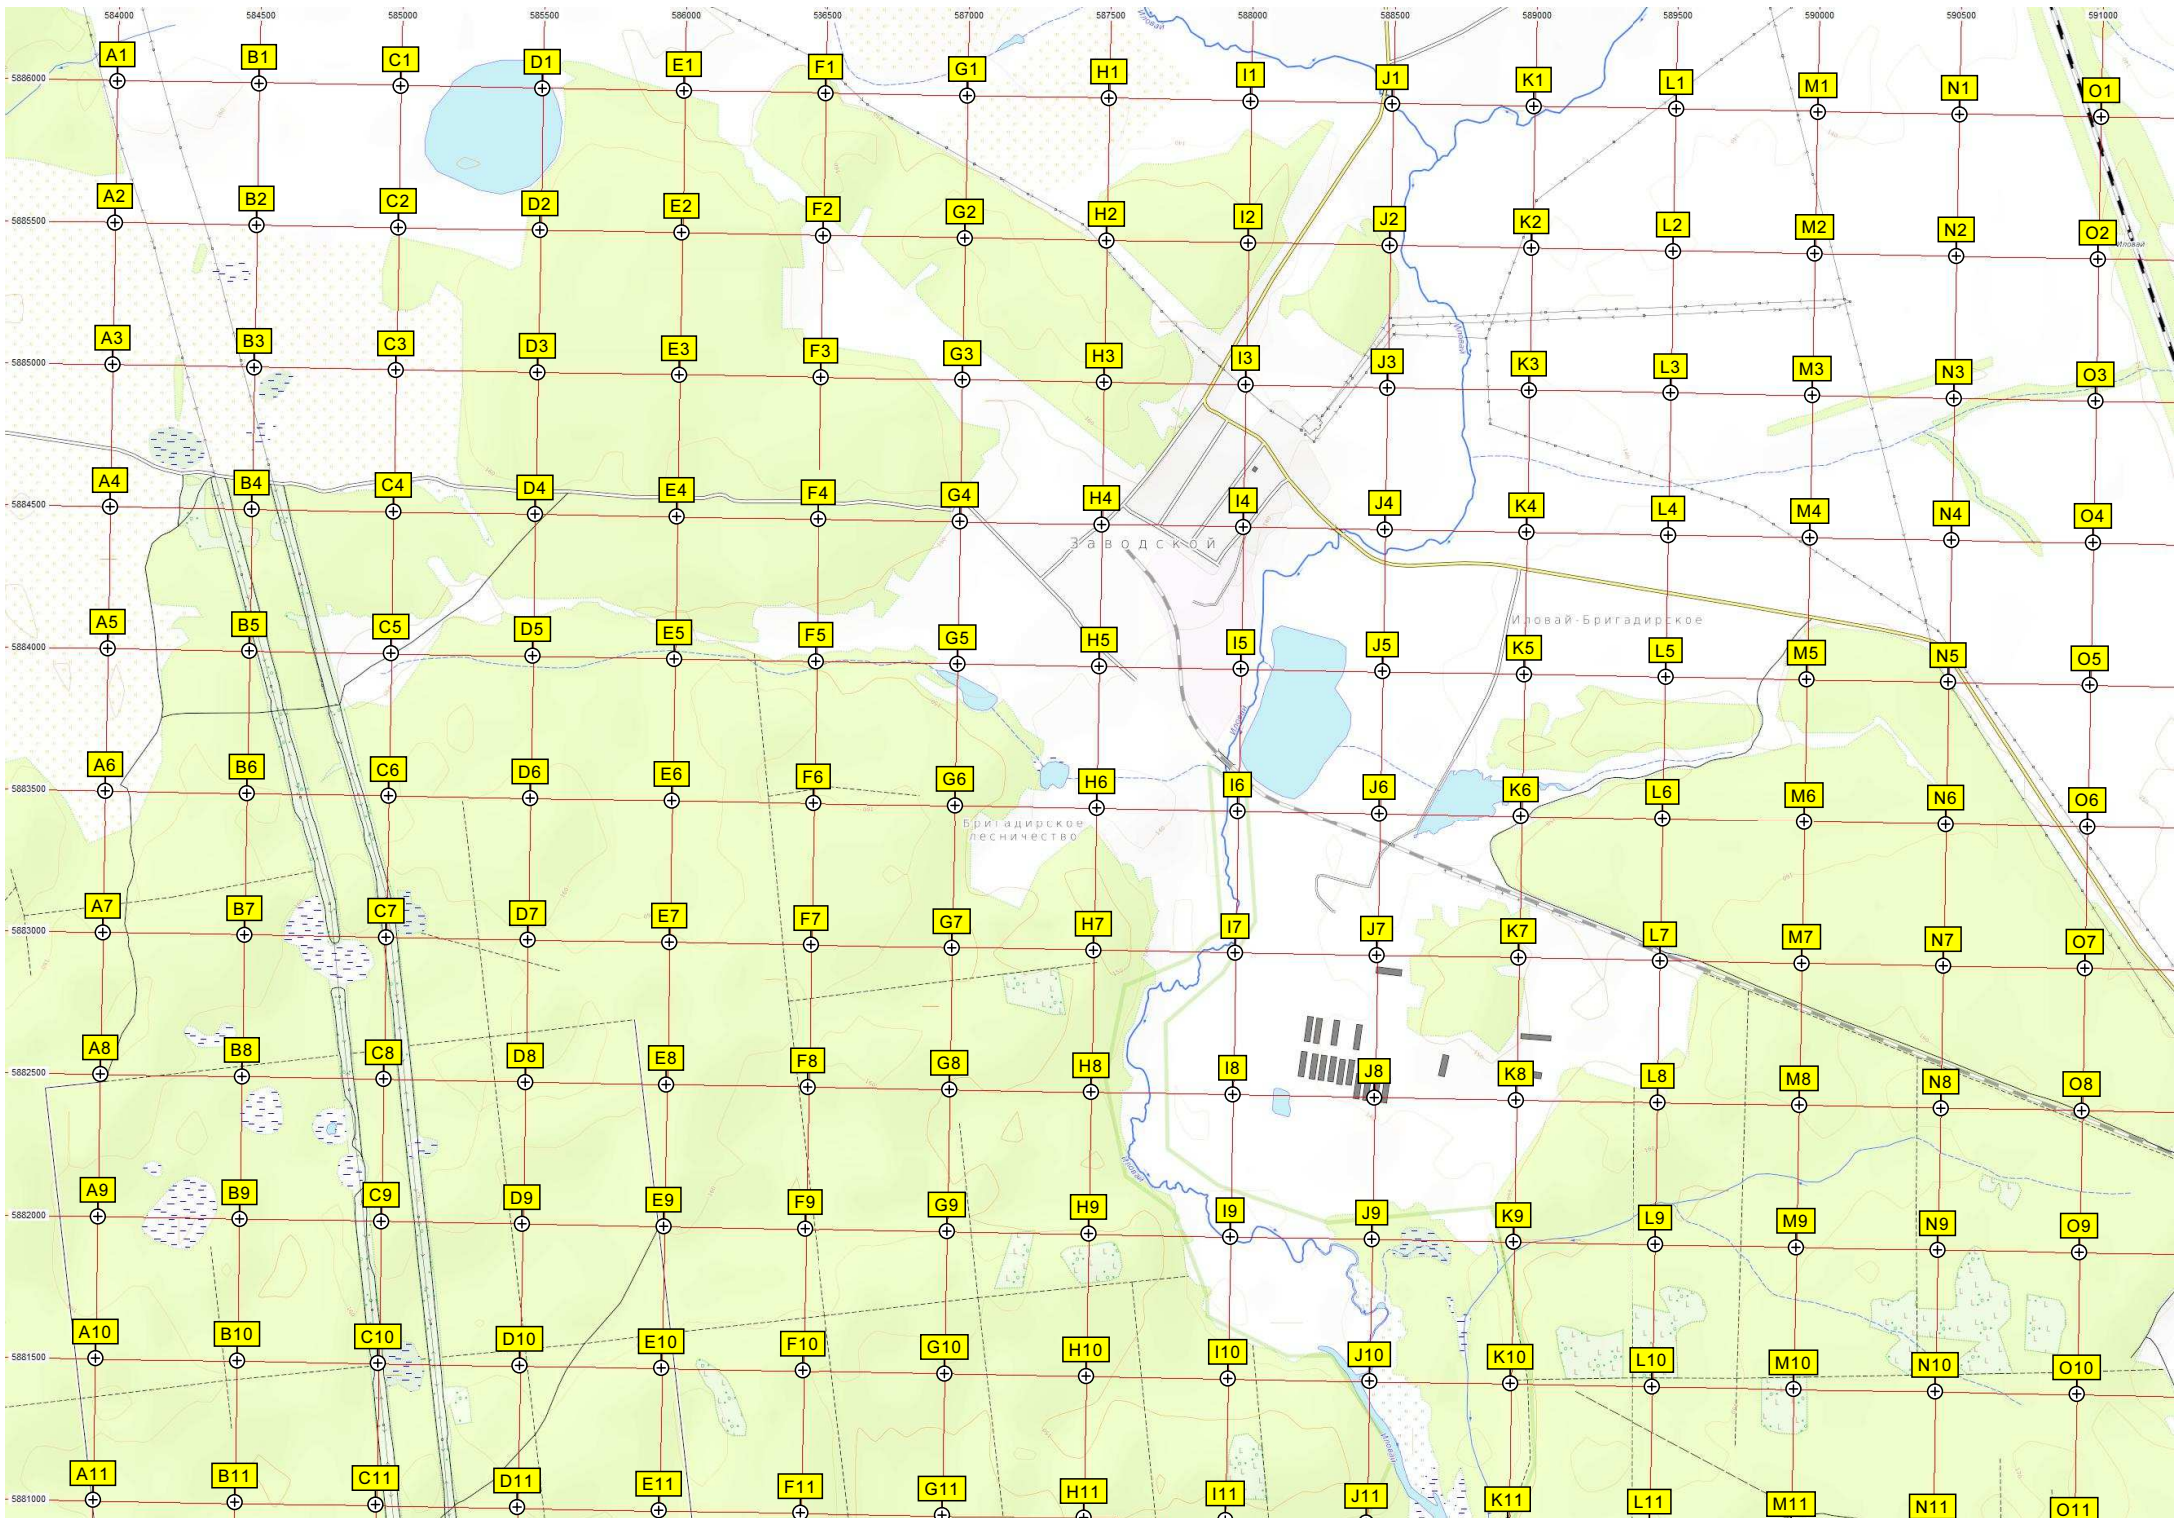 584000 584500 585000 585500 586000 586500 587000 587500 588000 588500 589000 589500 590000 590500 591000
Иловай
5886000
A1 B1 C1 D1 E1 F1 G1 H1 I1 J1 K1 L1 M1 N1 O1
5885500
A2 B2 C2 D2 E2 F2 G2 H2 I2 J2 K2 L2 M2 N2 O2
Иловай
Иловай
5885000
A3 B3 C3 D3 E3 F3 G3 H3 I3 J3 K3 L3 M3 N3 O3
5884500
A4 B4 C4 D4 E4 F4 G4 H4 I4 J4 K4 L4 M4 N4 O4
Заводской
Иловай-Бригадирское
5884000
A5 B5 C5 D5 E5 F5 G5 H5 I5 J5 K5 L5 M5 N5 O5
Иловай
5883500
A6 B6 C6 D6 E6 F6 G6 H6 I6 J6 K6 L6 M6 N6 O6
Бригадирское
лесничество
5883000
A7 B7 C7 D7 E7 F7 G7 H7 I7 J7 K7 L7 M7 N7 O7
5882500
A8 B8 C8 D8 E8 F8 G8 H8 I8 J8 K8 L8 M8 N8 O8
Иловай
5882000
A9 B9 C9 D9 E9 F9 G9 H9 I9 J9 K9 L9 M9 N9 O9
5881500
A10 B10 C10 D10 E10 F10 G10 H10 I10 J10 K10 L10 M10 N10 O10
Иловай
5881000
A11 B11 C11 D11 E11 F11 G11 H11 I11 J11 K11 L11 M11 N11 O11